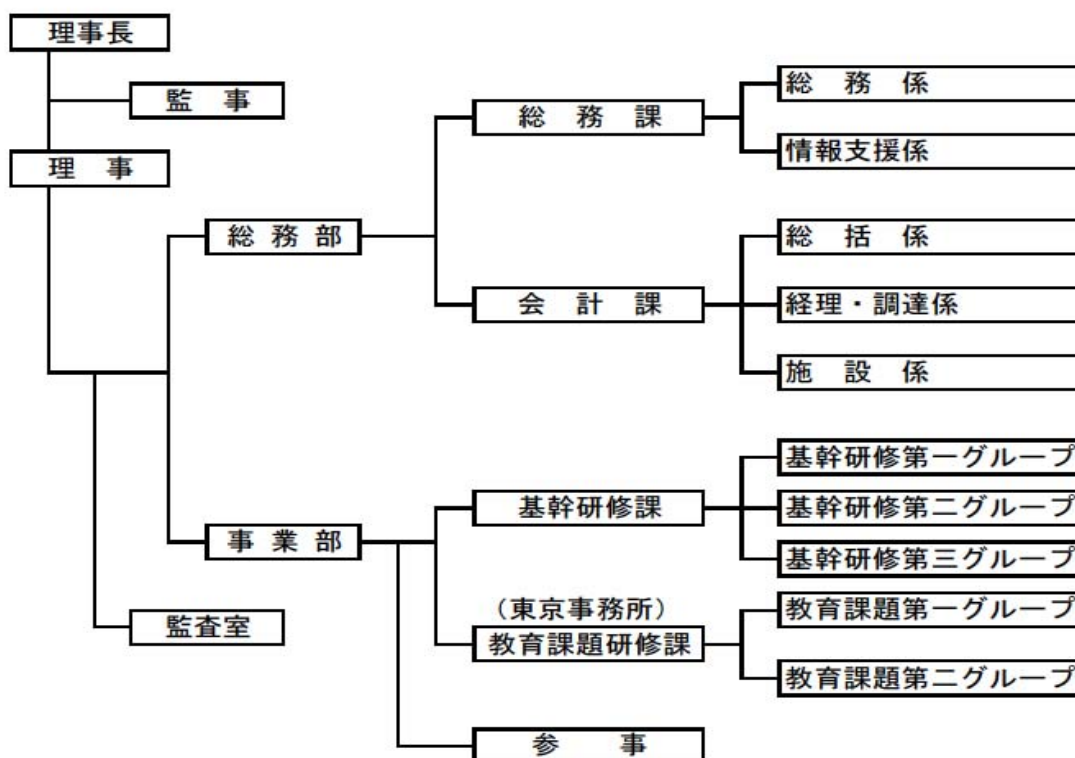 理事長
監　事
理　事
総　務　部
総　務　課
総　務　係
情報支援係
会　計　課
総　括　係
経理・調達係
施　設　係
事　業　部
基幹研修課
基幹研修第一グループ
基幹研修第二グループ
基幹研修第三グループ
（東京事務所）
教育課題研修課
教育課題第一グループ
教育課題第二グループ
参　事
監査室